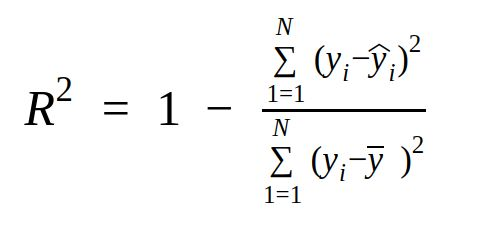 R² = 1 −
N
∑ (yᵢ−ŷᵢ)²
1=1
N
∑ (yᵢ−y̅ )²
1=1